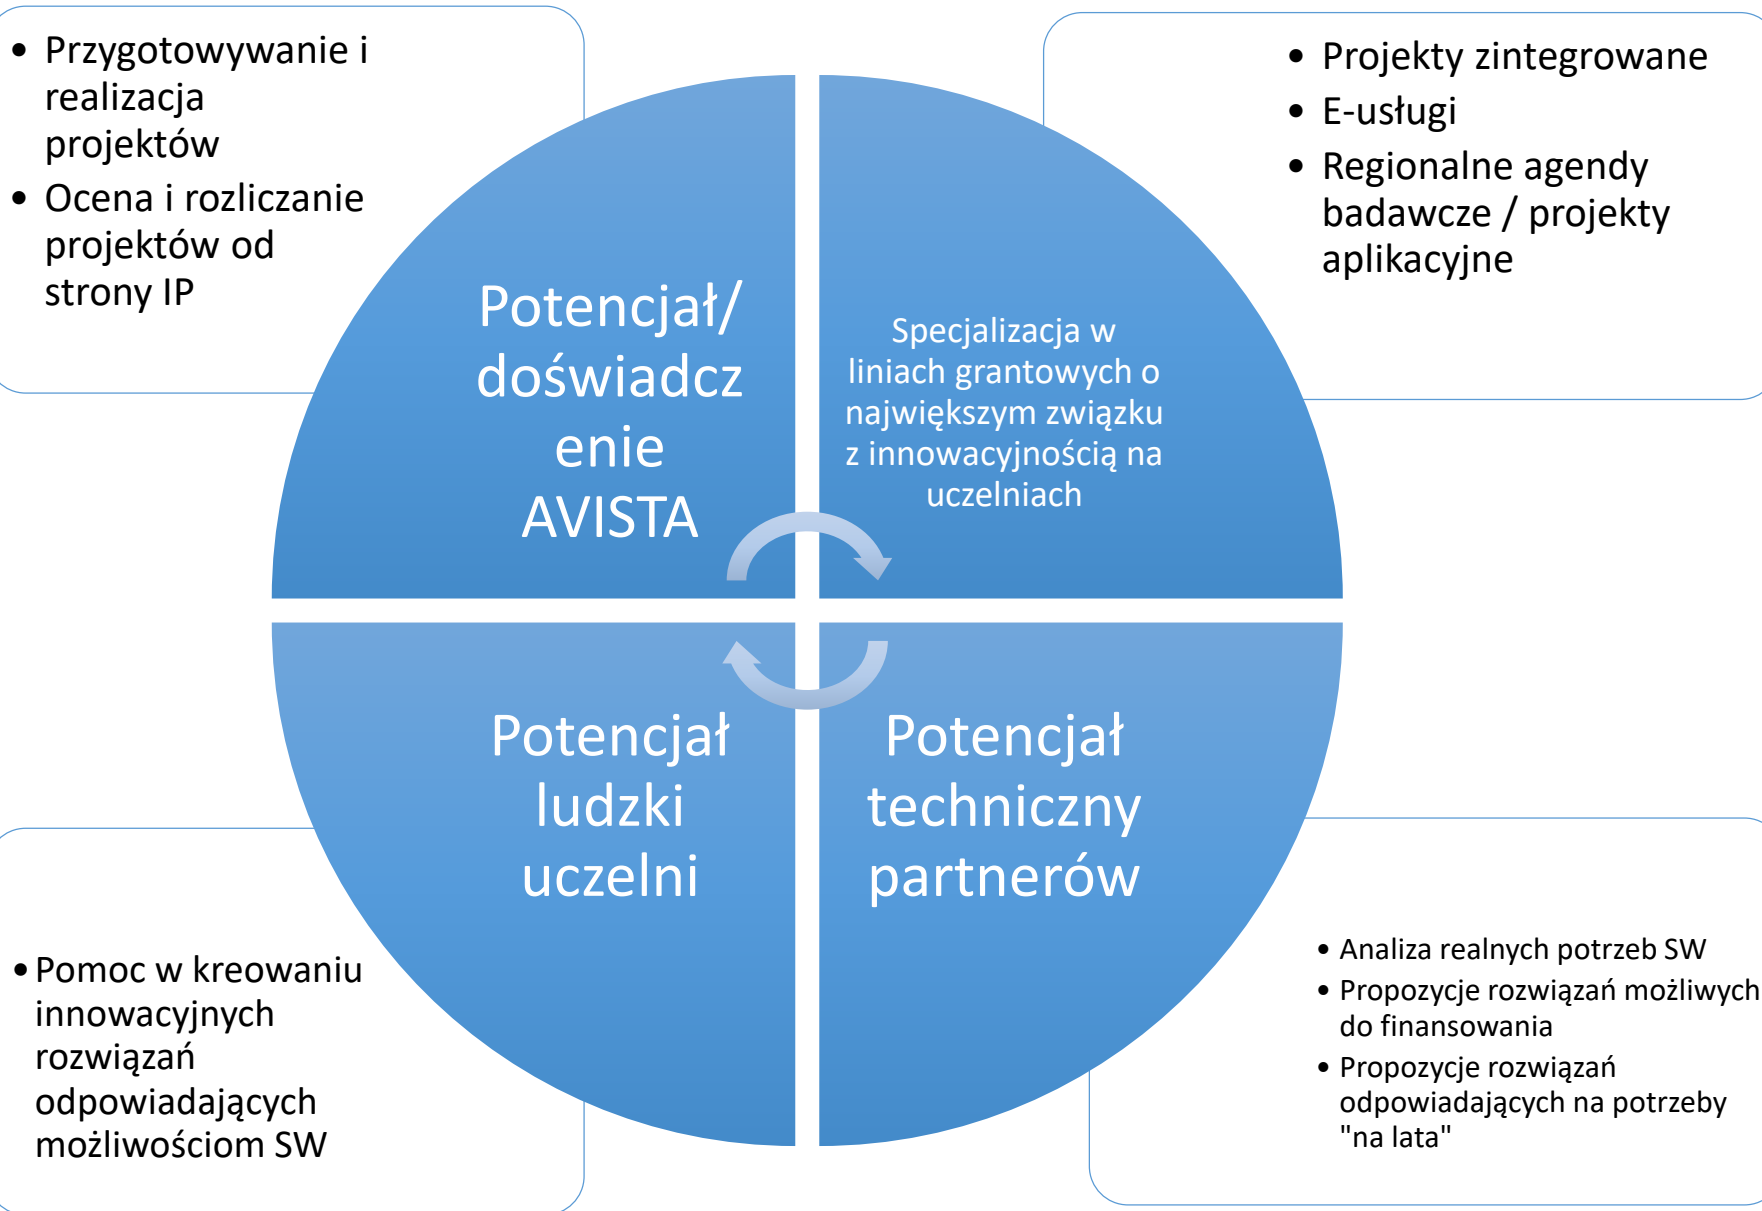 • Przygotowywanie i
realizacja
projektów
• Ocena i rozliczanie
projektów od
strony IP
• Projekty zintegrowane
• E-usługi
• Regionalne agendy
badawcze / projekty
aplikacyjne
Potencjał/
doświadcz
enie
AVISTA
Specjalizacja w
liniach grantowych o
największym związku
z innowacyjnością na
uczelniach
Potencjał
ludzki
uczelni
Potencjał
techniczny
partnerów
• Pomoc w kreowaniu
innowacyjnych
rozwiązań
odpowiadających
możliwościom SW
• Analiza realnych potrzeb SW
• Propozycje rozwiązań możliwych
do finansowania
• Propozycje rozwiązań
odpowiadających na potrzeby
"na lata"